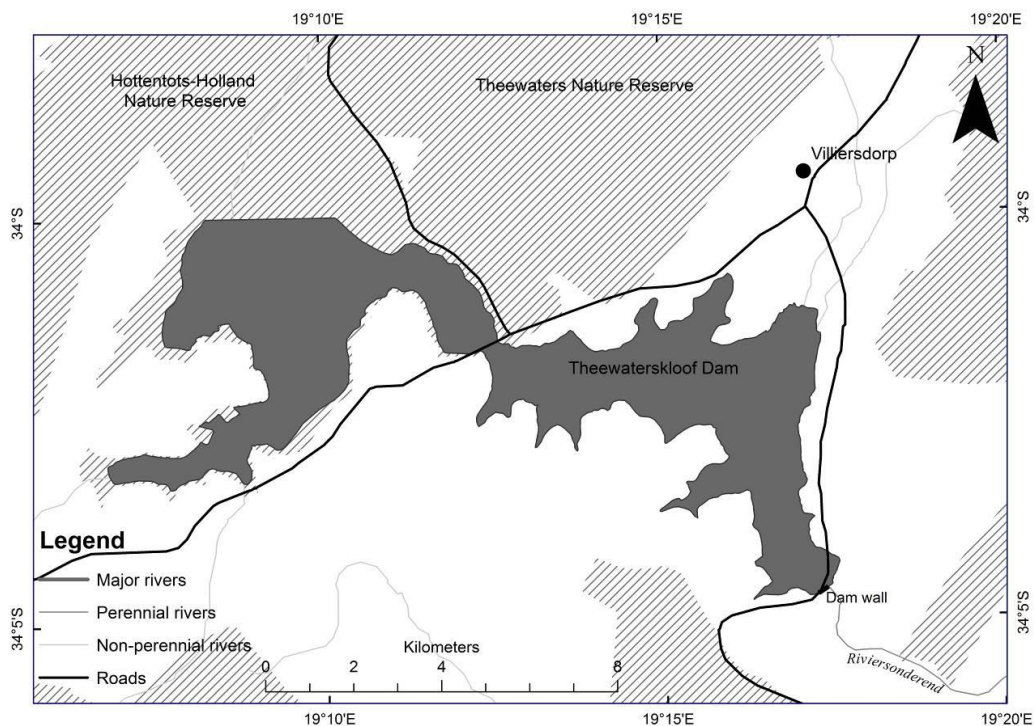 19°10'E
19°15'E
19°20'E
Hottentots-Holland
Nature Reserve
Theewaters Nature Reserve
N
Villiersdorp
34°S
34°S
Theewaterskloof Dam
Legend
Major rivers
Perennial rivers
Non-perennial rivers
Roads
Kilometers
0 2 4 8
Dam wall
Riviersonderend
34°5'S
34°5'S
19°10'E
19°15'E
19°20'E